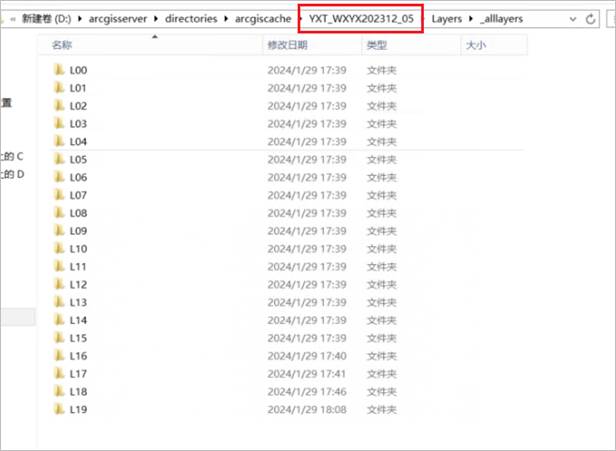 新建卷 (D:) ▸ arcgisserver ▸ directories ▸ arcgiscache ▸ YXT_WXYX202312_05 ▸ Layers ▸ _alllayers
名称 修改日期 类型 大小
L00 2024/1/29 17:39 文件夹
L01 2024/1/29 17:39 文件夹
置 L02 2024/1/29 17:39 文件夹
L03 2024/1/29 17:39 文件夹
L04 2024/1/29 17:39 文件夹
上的 C L05 2024/1/29 17:39 文件夹
上的 D L06 2024/1/29 17:39 文件夹
L07 2024/1/29 17:39 文件夹
L08 2024/1/29 17:39 文件夹
L09 2024/1/29 17:39 文件夹
L10 2024/1/29 17:39 文件夹
L11 2024/1/29 17:39 文件夹
L12 2024/1/29 17:39 文件夹
L13 2024/1/29 17:39 文件夹
L14 2024/1/29 17:39 文件夹
L15 2024/1/29 17:39 文件夹
L16 2024/1/29 17:40 文件夹
L17 2024/1/29 17:41 文件夹
L18 2024/1/29 17:46 文件夹
L19 2024/1/29 18:08 文件夹